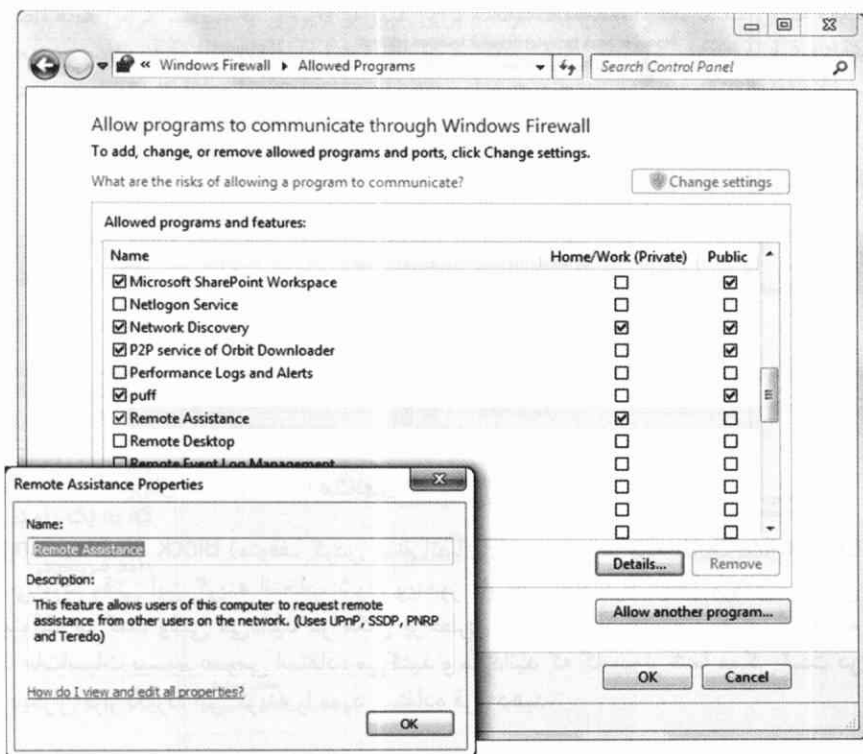 « Windows Firewall ▸ Allowed Programs
Search Control Panel
Allow programs to communicate through Windows Firewall
To add, change, or remove allowed programs and ports, click Change settings.
What are the risks of allowing a program to communicate?
Change settings
Allowed programs and features:
Name Home/Work (Private) Public
Microsoft SharePoint Workspace
Netlogon Service
Network Discovery
P2P service of Orbit Downloader
Performance Logs and Alerts
puff
Remote Assistance
Remote Desktop
Remote Event Log Management
Details... Remove
Allow another program...
OK Cancel
Remote Assistance Properties
Name:
Remote Assistance
Description:
This feature allows users of this computer to request remote
assistance from other users on the network. (Uses UPnP, SSDP, PNRP
and Teredo)
How do I view and edit all properties?
OK